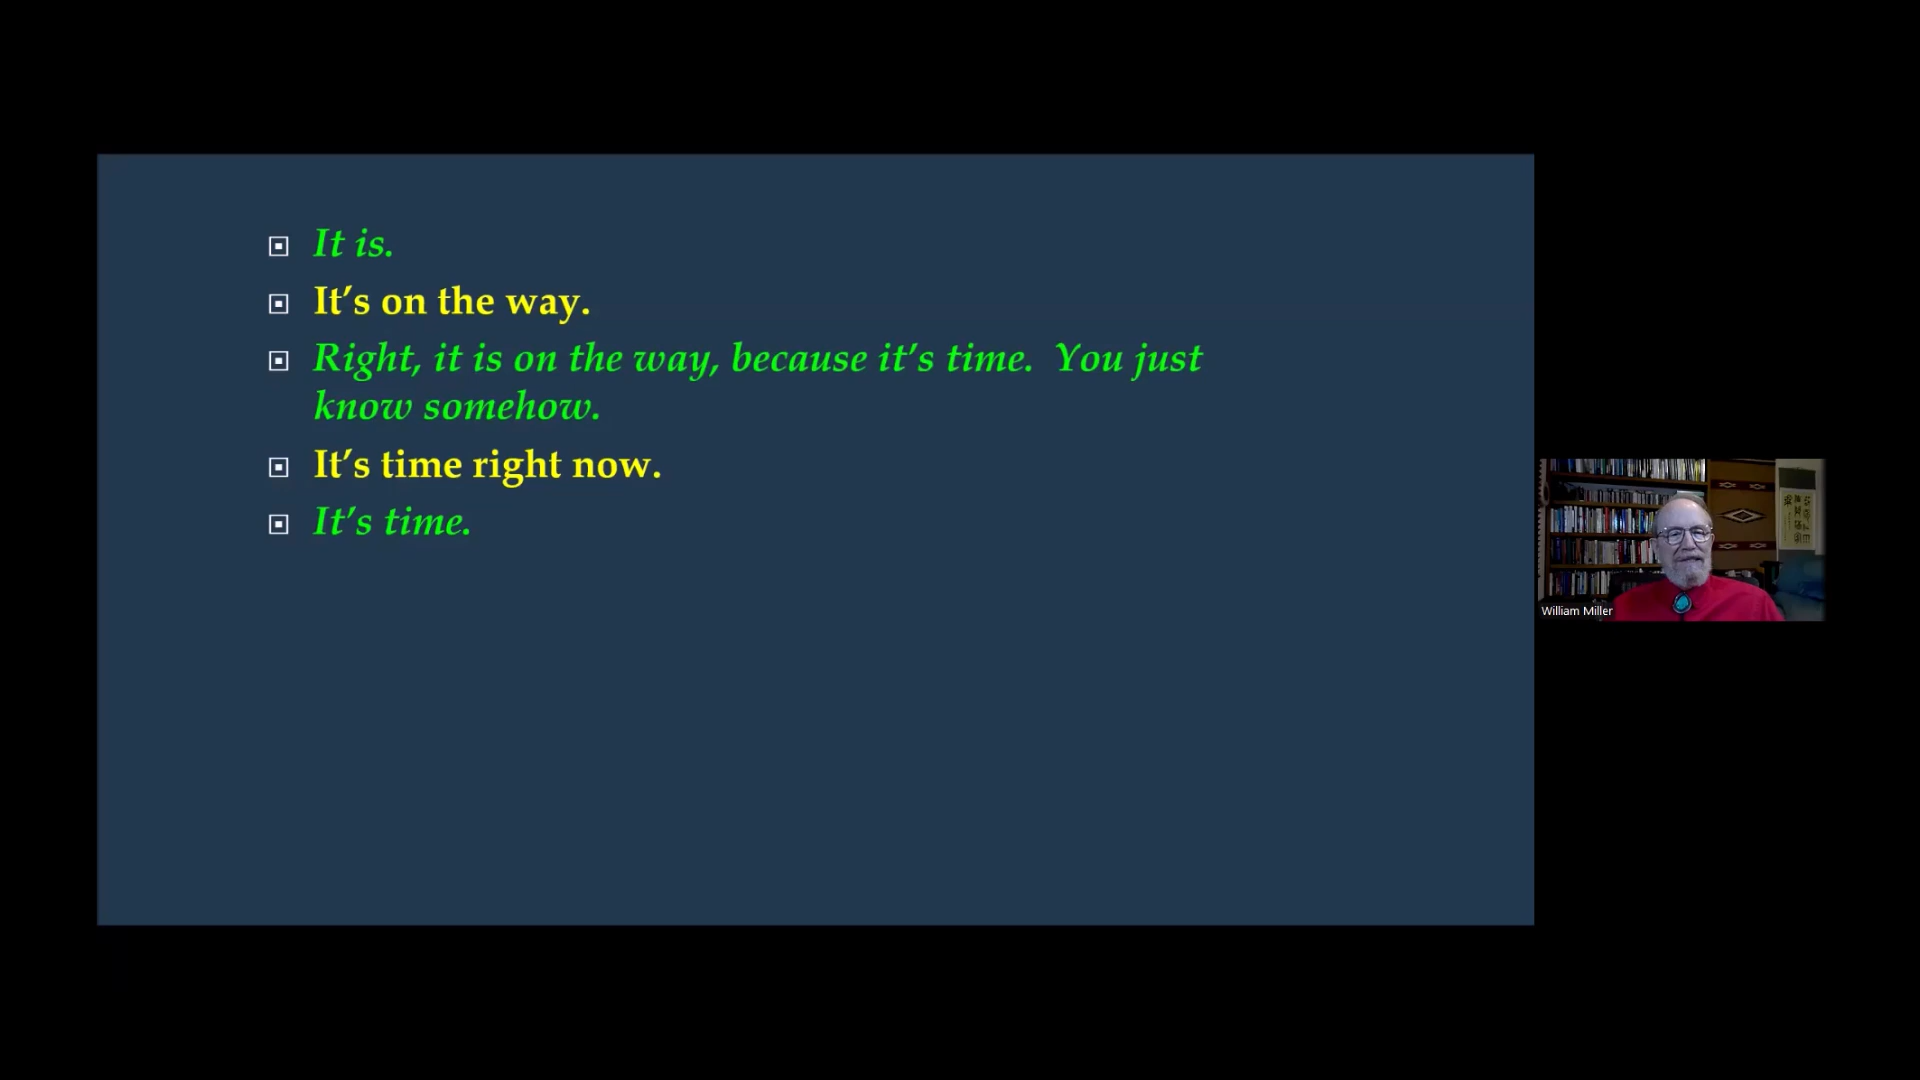 It is.
It’s on the way.
Right, it is on the way, because it’s time.  You just
know somehow.
It’s time right now.
It’s time.
William Miller